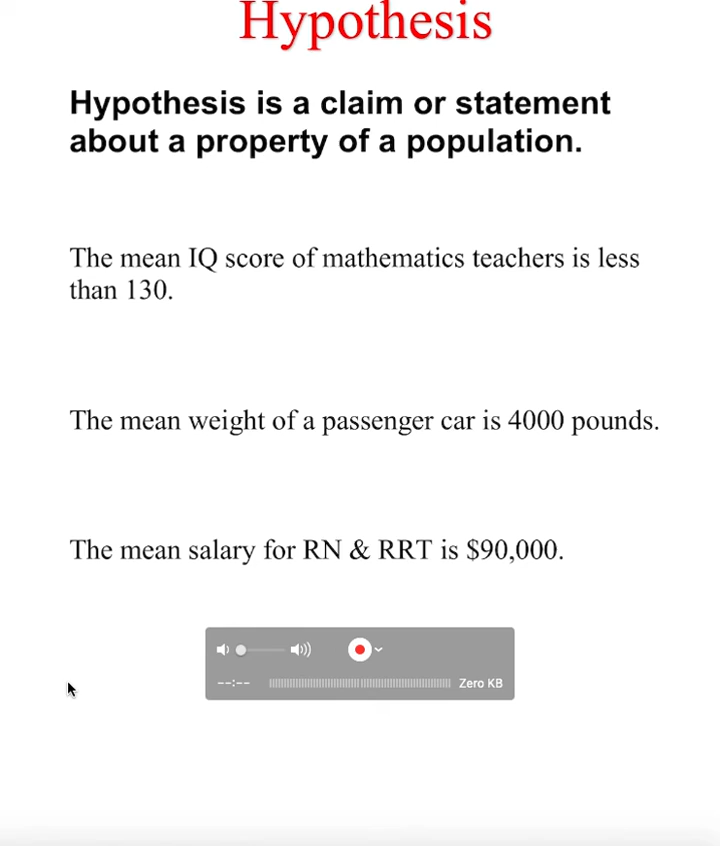 Hypothesis
Hypothesis is a claim or statement
about a property of a population.
The mean IQ score of mathematics teachers is less
than 130.
The mean weight of a passenger car is 4000 pounds.
The mean salary for RN & RRT is $90,000.
--:--
Zero KB